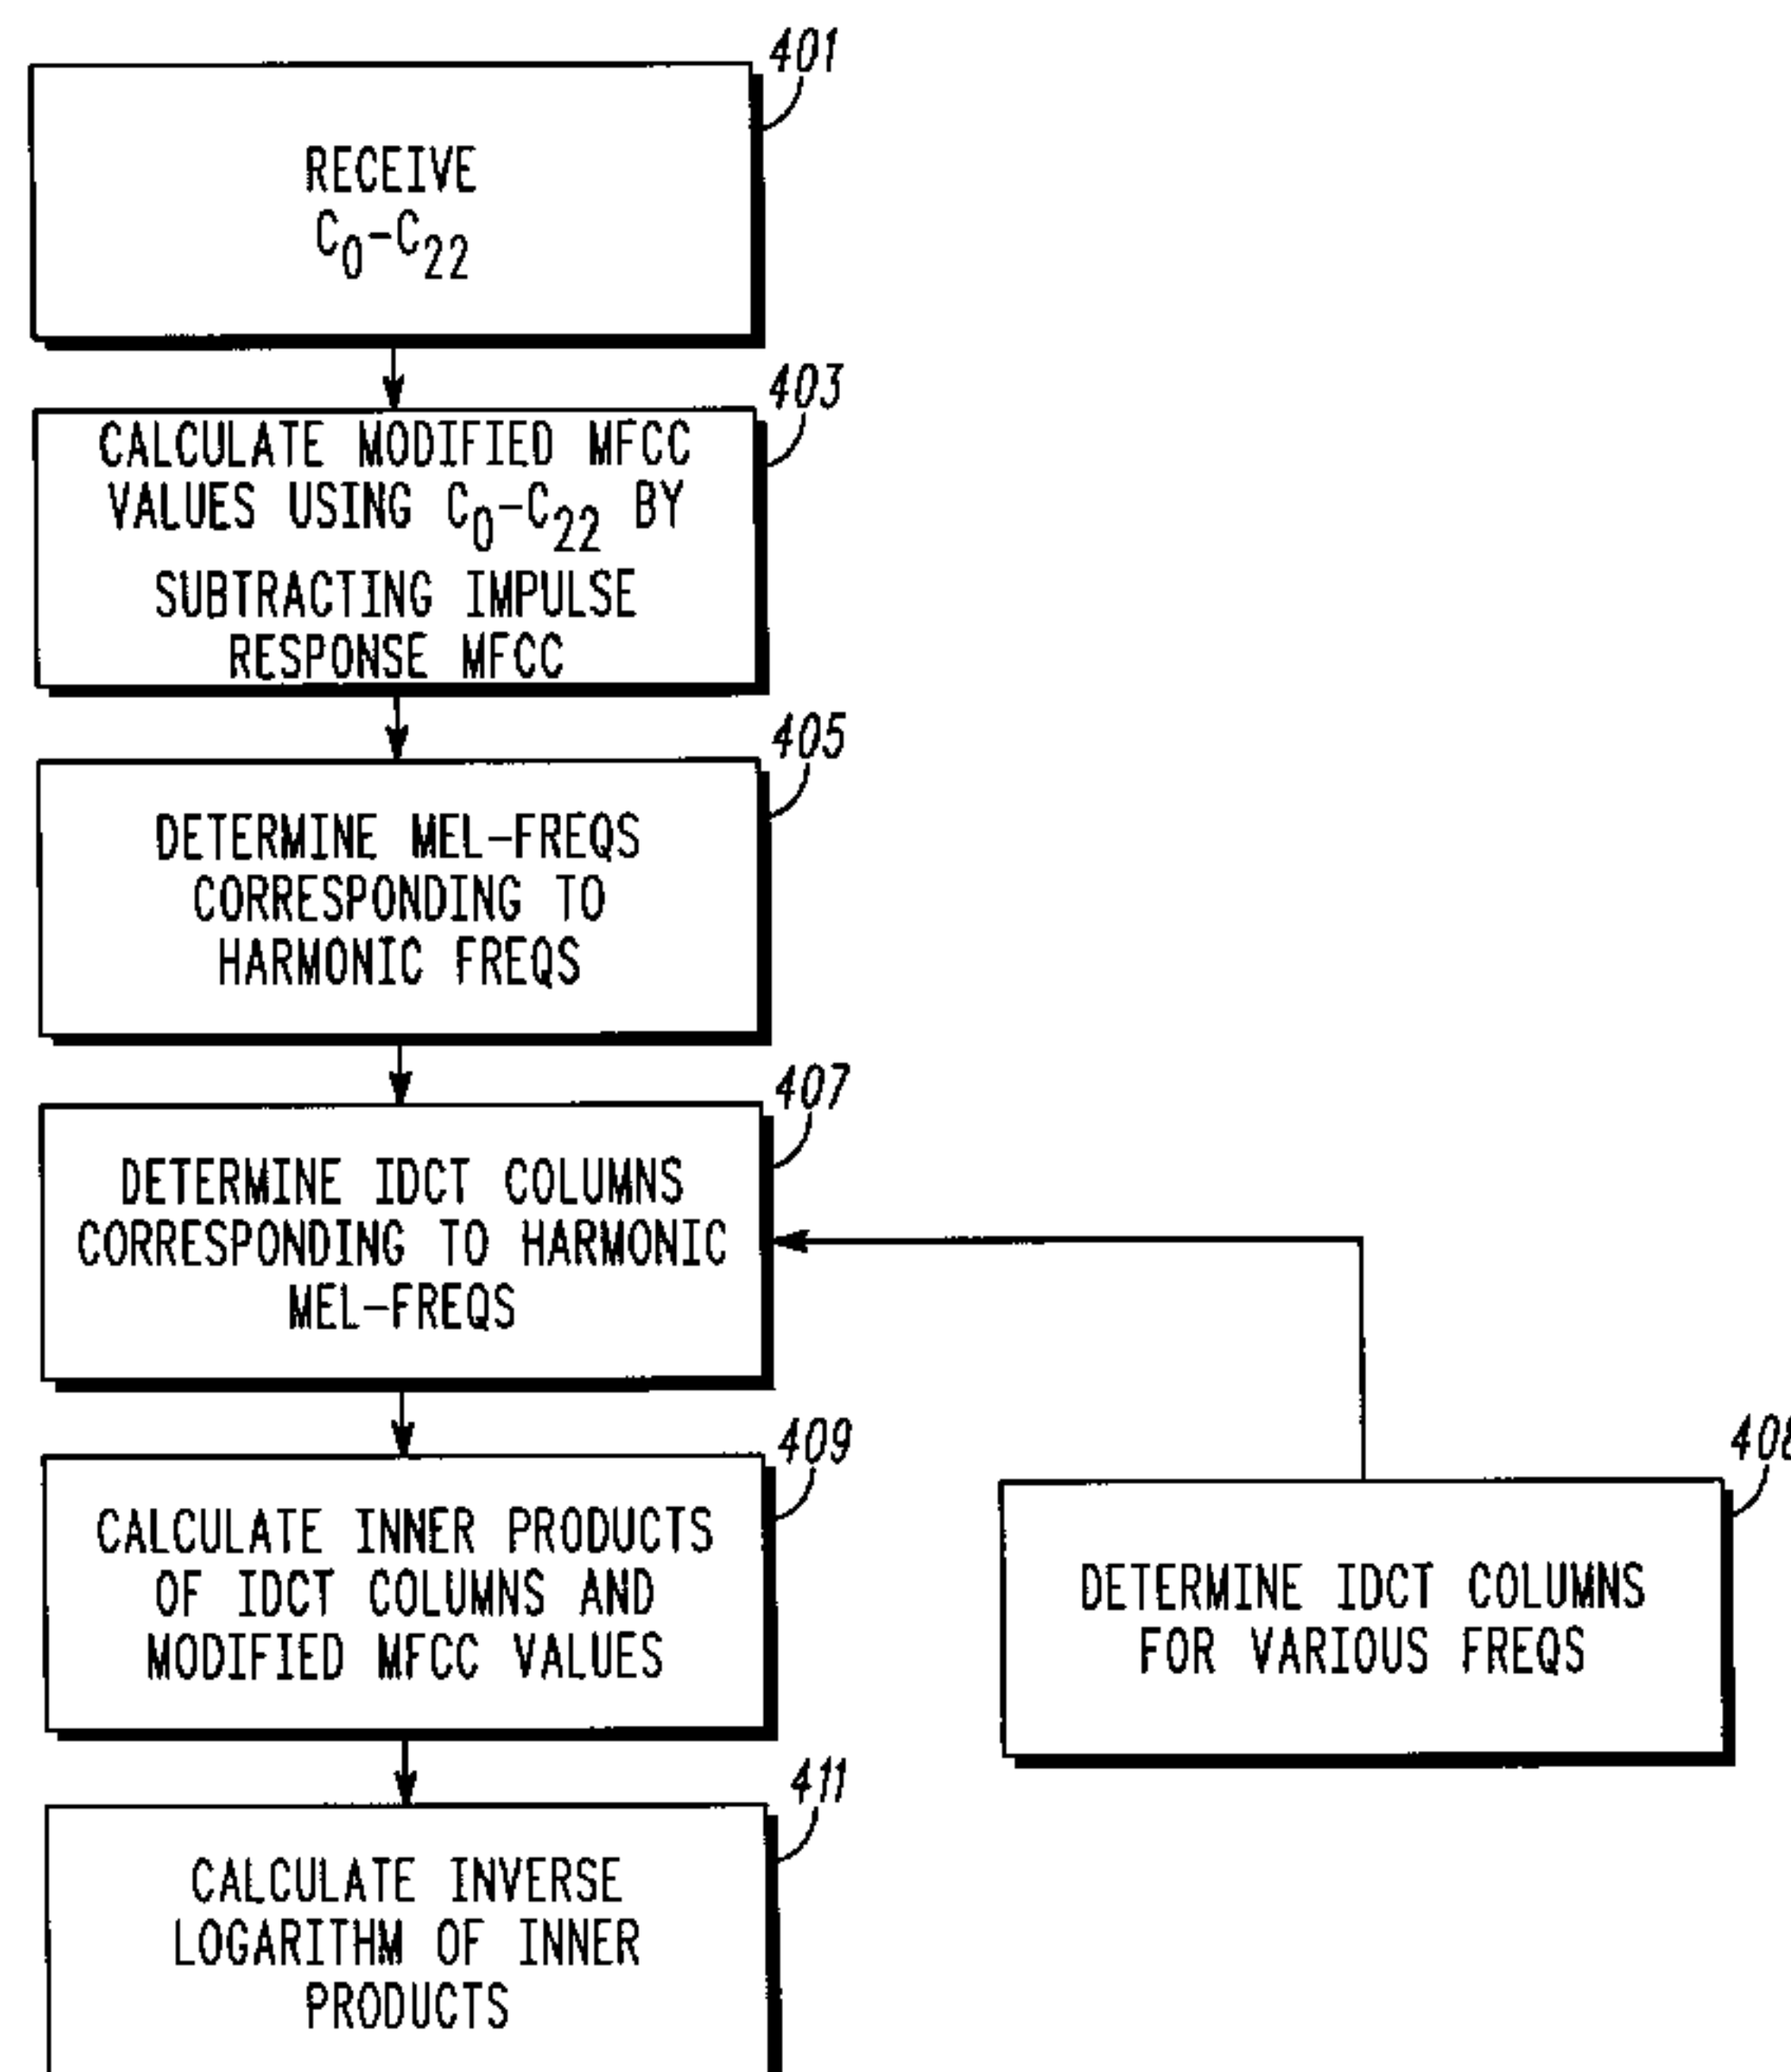 401
RECEIVE
C0-C22
403
CALCULATE MODIFIED MFCC
VALUES USING C0-C22 BY
SUBTRACTING IMPULSE
RESPONSE MFCC
405
DETERMINE MEL-FREQS
CORRESPONDING TO
HARMONIC FREQS
407
DETERMINE IDCT COLUMNS
CORRESPONDING TO HARMONIC
MEL-FREQS
409
CALCULATE INNER PRODUCTS
OF IDCT COLUMNS AND
MODIFIED MFCC VALUES
408
DETERMINE IDCT COLUMNS
FOR VARIOUS FREQS
411
CALCULATE INVERSE
LOGARITHM OF INNER
PRODUCTS